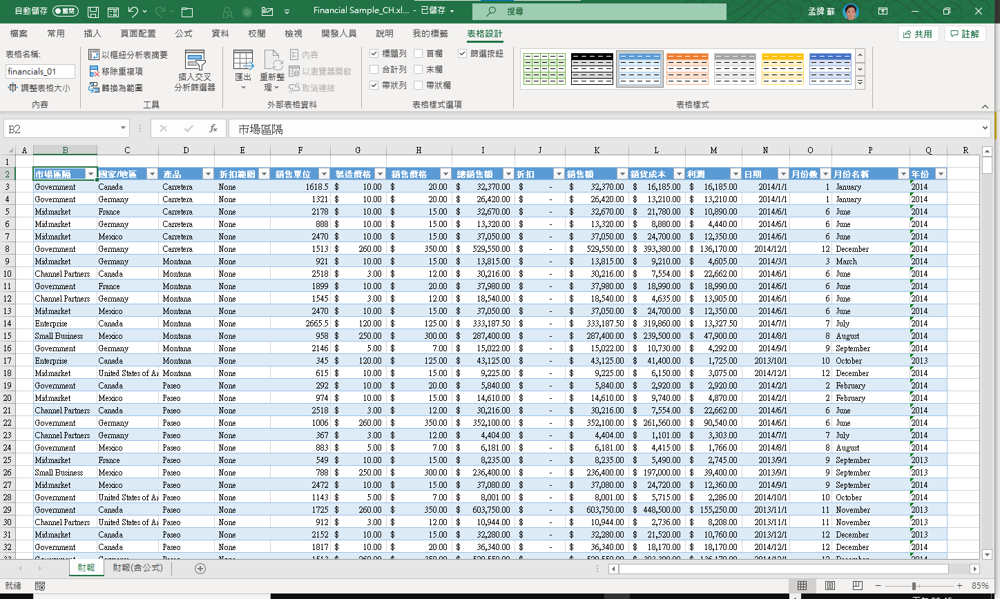 自動儲存 關閉 Financial Sample_CH.xl... - 已儲存 搜尋 孟緯 蘇
檔案 常用 插入 頁面配置 公式 資料 校閱 檢視 開發人員 說明 我的標籤 表格設計 共用 註解
表格名稱:
financials_01
調整表格大小
內容
以樞紐分析表摘要
移除重複項
轉換為範圍
插入交叉
分析篩選器
工具
匯出
重新整
理
內容
以瀏覽器開啟
取消連結
外部表格資料
標題列 首欄 篩選按鈕
合計列 末欄
帶狀列 帶狀欄
表格樣式選項
表格樣式
B2 fx 市場區隔
A B C D E F G H I J K L M N O P Q R
1
2 市場區隔 國家/地區 產品 折扣範圍 銷售單位 製造價格 銷售價格 總銷售額 折扣 銷售額 銷貨成本 利潤 日期 月份數 月份名稱 年份
3 Government Canada Carretera None 1618.5 $ 10.00 $ 20.00 $ 32,370.00 $ - $ 32,370.00 $ 16,185.00 $ 16,185.00 2014/1/1 1 January 2014
4 Government Germany Carretera None 1321 $ 10.00 $ 20.00 $ 26,420.00 $ - $ 26,420.00 $ 13,210.00 $ 13,210.00 2014/1/1 1 January 2014
5 Midmarket France Carretera None 2178 $ 10.00 $ 15.00 $ 32,670.00 $ - $ 32,670.00 $ 21,780.00 $ 10,890.00 2014/6/1 6 June 2014
6 Midmarket Germany Carretera None 888 $ 10.00 $ 15.00 $ 13,320.00 $ - $ 13,320.00 $ 8,880.00 $ 4,440.00 2014/6/1 6 June 2014
7 Midmarket Mexico Carretera None 2470 $ 10.00 $ 15.00 $ 37,050.00 $ - $ 37,050.00 $ 24,700.00 $ 12,350.00 2014/6/1 6 June 2014
8 Government Germany Carretera None 1513 $ 260.00 $ 350.00 $ 529,550.00 $ - $ 529,550.00 $ 393,380.00 $ 136,170.00 2014/12/1 12 December 2014
9 Midmarket Germany Montana None 921 $ 10.00 $ 15.00 $ 13,815.00 $ - $ 13,815.00 $ 9,210.00 $ 4,605.00 2014/3/1 3 March 2014
10 Channel Partners Canada Montana None 2518 $ 3.00 $ 12.00 $ 30,216.00 $ - $ 30,216.00 $ 7,554.00 $ 22,662.00 2014/6/1 6 June 2014
11 Government France Montana None 1899 $ 10.00 $ 20.00 $ 37,980.00 $ - $ 37,980.00 $ 18,990.00 $ 18,990.00 2014/6/1 6 June 2014
12 Channel Partners Germany Montana None 1545 $ 3.00 $ 12.00 $ 18,540.00 $ - $ 18,540.00 $ 4,635.00 $ 13,905.00 2014/6/1 6 June 2014
13 Midmarket Mexico Montana None 2470 $ 10.00 $ 15.00 $ 37,050.00 $ - $ 37,050.00 $ 24,700.00 $ 12,350.00 2014/6/1 6 June 2014
14 Enterprise Canada Montana None 2665.5 $ 120.00 $ 125.00 $ 333,187.50 $ - $ 333,187.50 $ 319,860.00 $ 13,327.50 2014/7/1 7 July 2014
15 Small Business Mexico Montana None 958 $ 250.00 $ 300.00 $ 287,400.00 $ - $ 287,400.00 $ 239,500.00 $ 47,900.00 2014/8/1 8 August 2014
16 Government Germany Montana None 2146 $ 5.00 $ 7.00 $ 15,022.00 $ - $ 15,022.00 $ 10,730.00 $ 4,292.00 2014/9/1 9 September 2014
17 Enterprise Canada Montana None 345 $ 120.00 $ 125.00 $ 43,125.00 $ - $ 43,125.00 $ 41,400.00 $ 1,725.00 2013/10/1 10 October 2013
18 Midmarket United States of Ar Montana None 615 $ 10.00 $ 15.00 $ 9,225.00 $ - $ 9,225.00 $ 6,150.00 $ 3,075.00 2014/12/1 12 December 2014
19 Government Canada Paseo None 292 $ 10.00 $ 20.00 $ 5,840.00 $ - $ 5,840.00 $ 2,920.00 $ 2,920.00 2014/2/1 2 February 2014
20 Midmarket Mexico Paseo None 974 $ 10.00 $ 15.00 $ 14,610.00 $ - $ 14,610.00 $ 9,740.00 $ 4,870.00 2014/2/1 2 February 2014
21 Channel Partners Canada Paseo None 2518 $ 3.00 $ 12.00 $ 30,216.00 $ - $ 30,216.00 $ 7,554.00 $ 22,662.00 2014/6/1 6 June 2014
22 Government Germany Paseo None 1006 $ 260.00 $ 350.00 $ 352,100.00 $ - $ 352,100.00 $ 261,560.00 $ 90,540.00 2014/6/1 6 June 2014
23 Channel Partners Germany Paseo None 367 $ 3.00 $ 12.00 $ 4,404.00 $ - $ 4,404.00 $ 1,101.00 $ 3,303.00 2014/7/1 7 July 2014
24 Government Mexico Paseo None 883 $ 5.00 $ 7.00 $ 6,181.00 $ - $ 6,181.00 $ 4,415.00 $ 1,766.00 2014/8/1 8 August 2014
25 Midmarket France Paseo None 549 $ 10.00 $ 15.00 $ 8,235.00 $ - $ 8,235.00 $ 5,490.00 $ 2,745.00 2013/9/1 9 September 2013
26 Small Business Mexico Paseo None 788 $ 250.00 $ 300.00 $ 236,400.00 $ - $ 236,400.00 $ 197,000.00 $ 39,400.00 2013/9/1 9 September 2013
27 Midmarket Mexico Paseo None 2472 $ 10.00 $ 15.00 $ 37,080.00 $ - $ 37,080.00 $ 24,720.00 $ 12,360.00 2014/9/1 9 September 2014
28 Government United States of Ar Paseo None 1143 $ 5.00 $ 7.00 $ 8,001.00 $ - $ 8,001.00 $ 5,715.00 $ 2,286.00 2014/10/1 10 October 2014
29 Government Canada Paseo None 1725 $ 260.00 $ 350.00 $ 603,750.00 $ - $ 603,750.00 $ 448,500.00 $ 155,250.00 2013/11/1 11 November 2013
30 Channel Partners United States of Ar Paseo None 912 $ 3.00 $ 12.00 $ 10,944.00 $ - $ 10,944.00 $ 2,736.00 $ 8,208.00 2013/11/1 11 November 2013
31 Midmarket Canada Paseo None 2152 $ 10.00 $ 15.00 $ 32,280.00 $ - $ 32,280.00 $ 21,520.00 $ 10,760.00 2013/12/1 12 December 2013
32 Government Canada Paseo None 1817 $ 10.00 $ 20.00 $ 36,340.00 $ - $ 36,340.00 $ 18,170.00 $ 18,170.00 2014/12/1 12 December 2014
財報 財報(含公式)
就緒 85%